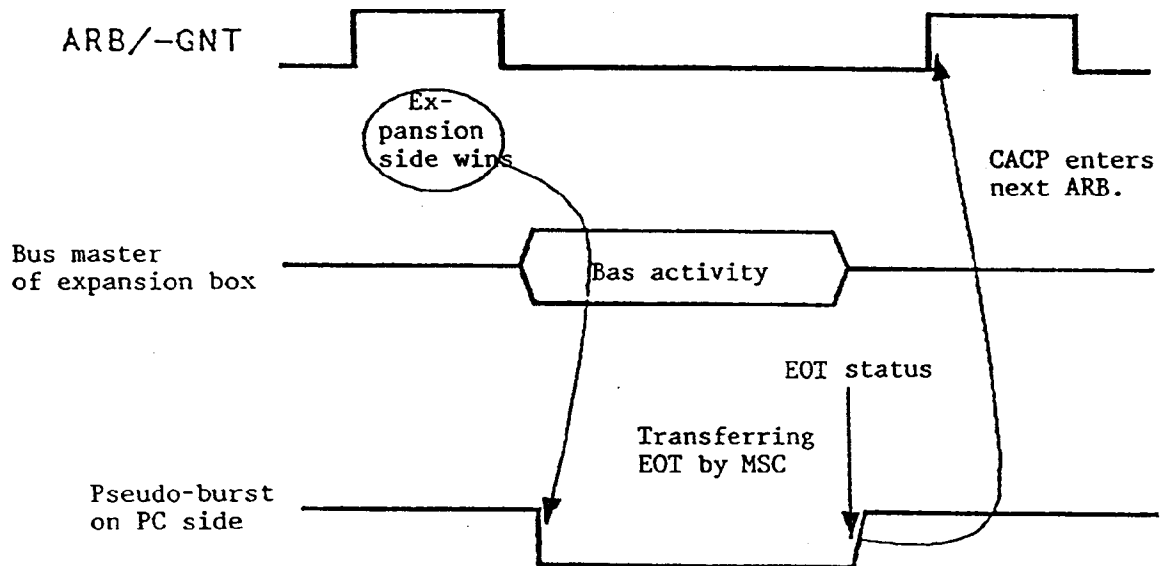 ARB/-GNT
Ex-
pansion
side wins
CACP enters
next ARB.
Bus master
of expansion box
Bas activity
EOT status
Transferring
EOT by MSC
Pseudo-burst
on PC side